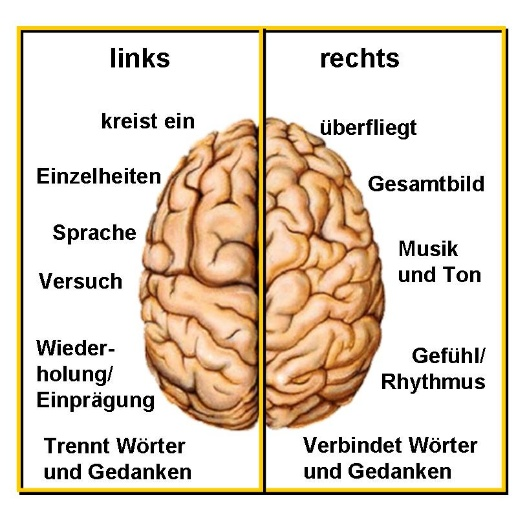 links
kreist ein
Einzelheiten
Sprache
Versuch
Wieder-
holung/
Einprägung
Trennt Wörter
und Gedanken
rechts
überfliegt
Gesamtbild
Musik
und Ton
Gefühl/
Rhythmus
Verbindet Wörter
und Gedanken